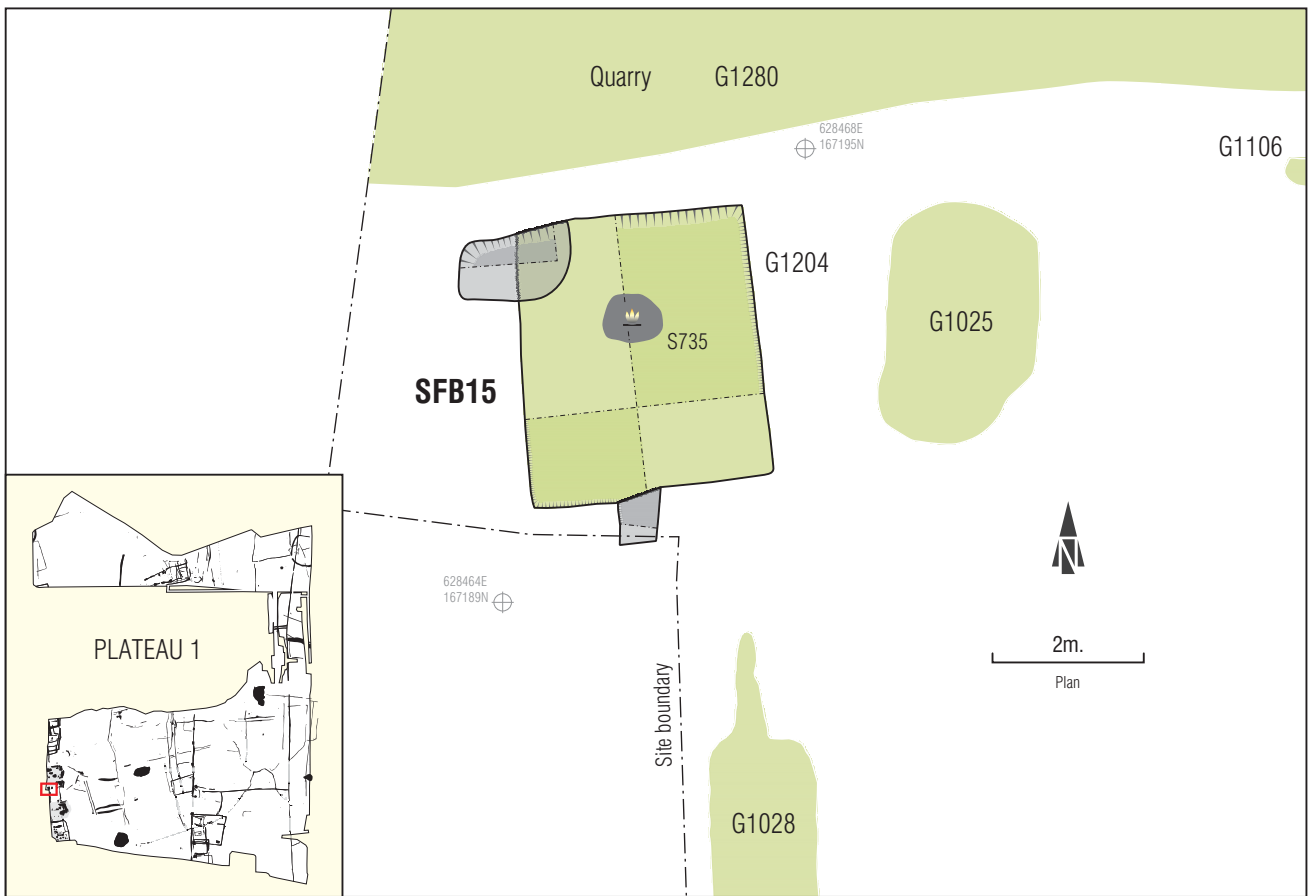 Quarry G1280
628468E
167195N
G1106
G1204
G1025
S735
SFB15
628464E
167189N
PLATEAU 1
N
2m.
Plan
Site boundary
G1028